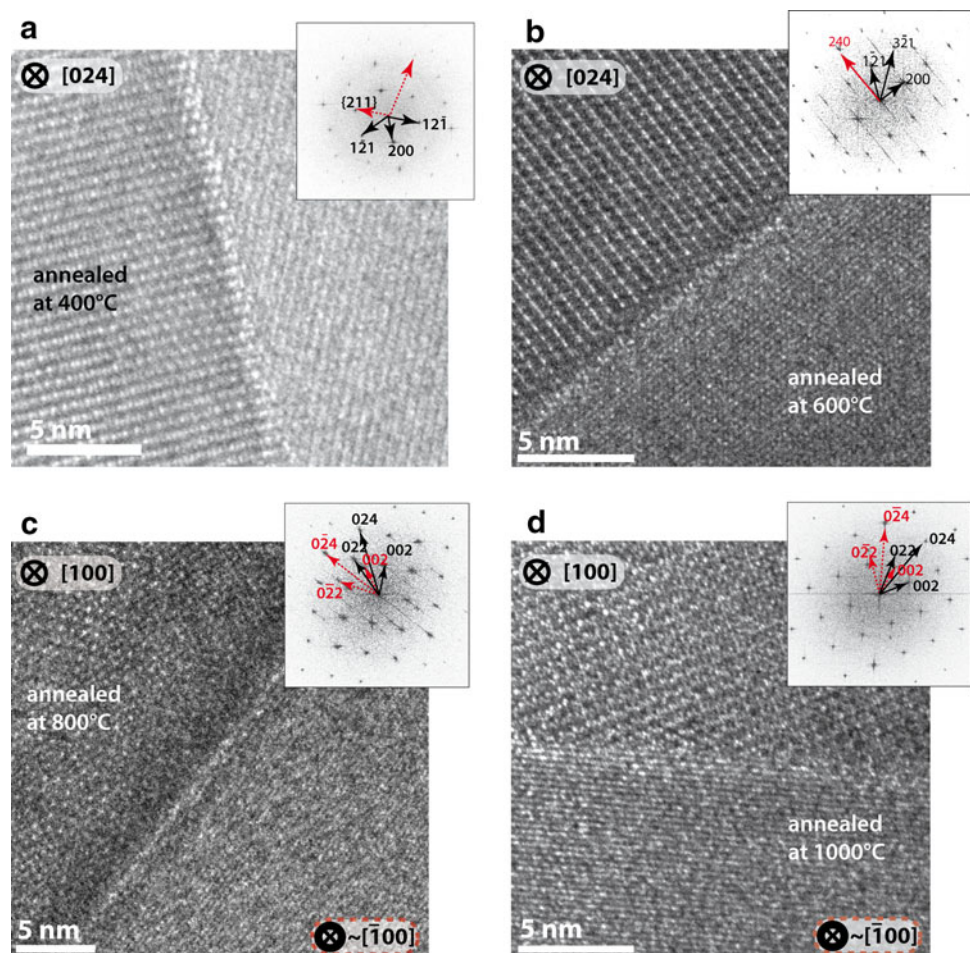 a
⊗ [024]
{211}
12̄1
200
121̄
annealed
at 400°C
5 nm
b
⊗ [024]
240
32̄1
12̄1
200
annealed
at 600°C
5 nm
c
⊗ [100]
024
02̄4
022
002
002
02̄2
annealed
at 800°C
5 nm
⊗ ~[1̄00]
d
⊗ [100]
02̄4
024
02̄2
022
002
002
annealed
at 1000°C
5 nm
⊗ ~[1̄00]